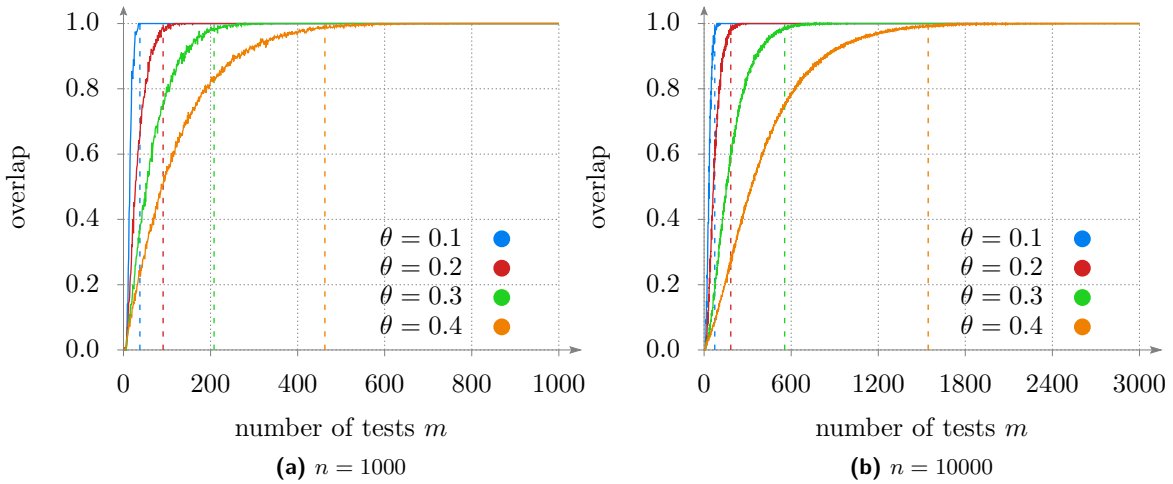 overlap
1.0
0.8
0.6
0.4
0.2
0.0
θ = 0.1
θ = 0.2
θ = 0.3
θ = 0.4
0 200 400 600 800 1000
number of tests m
(a) n = 1000
overlap
1.0
0.8
0.6
0.4
0.2
0.0
θ = 0.1
θ = 0.2
θ = 0.3
θ = 0.4
0 600 1200 1800 2400 3000
number of tests m
(b) n = 10000